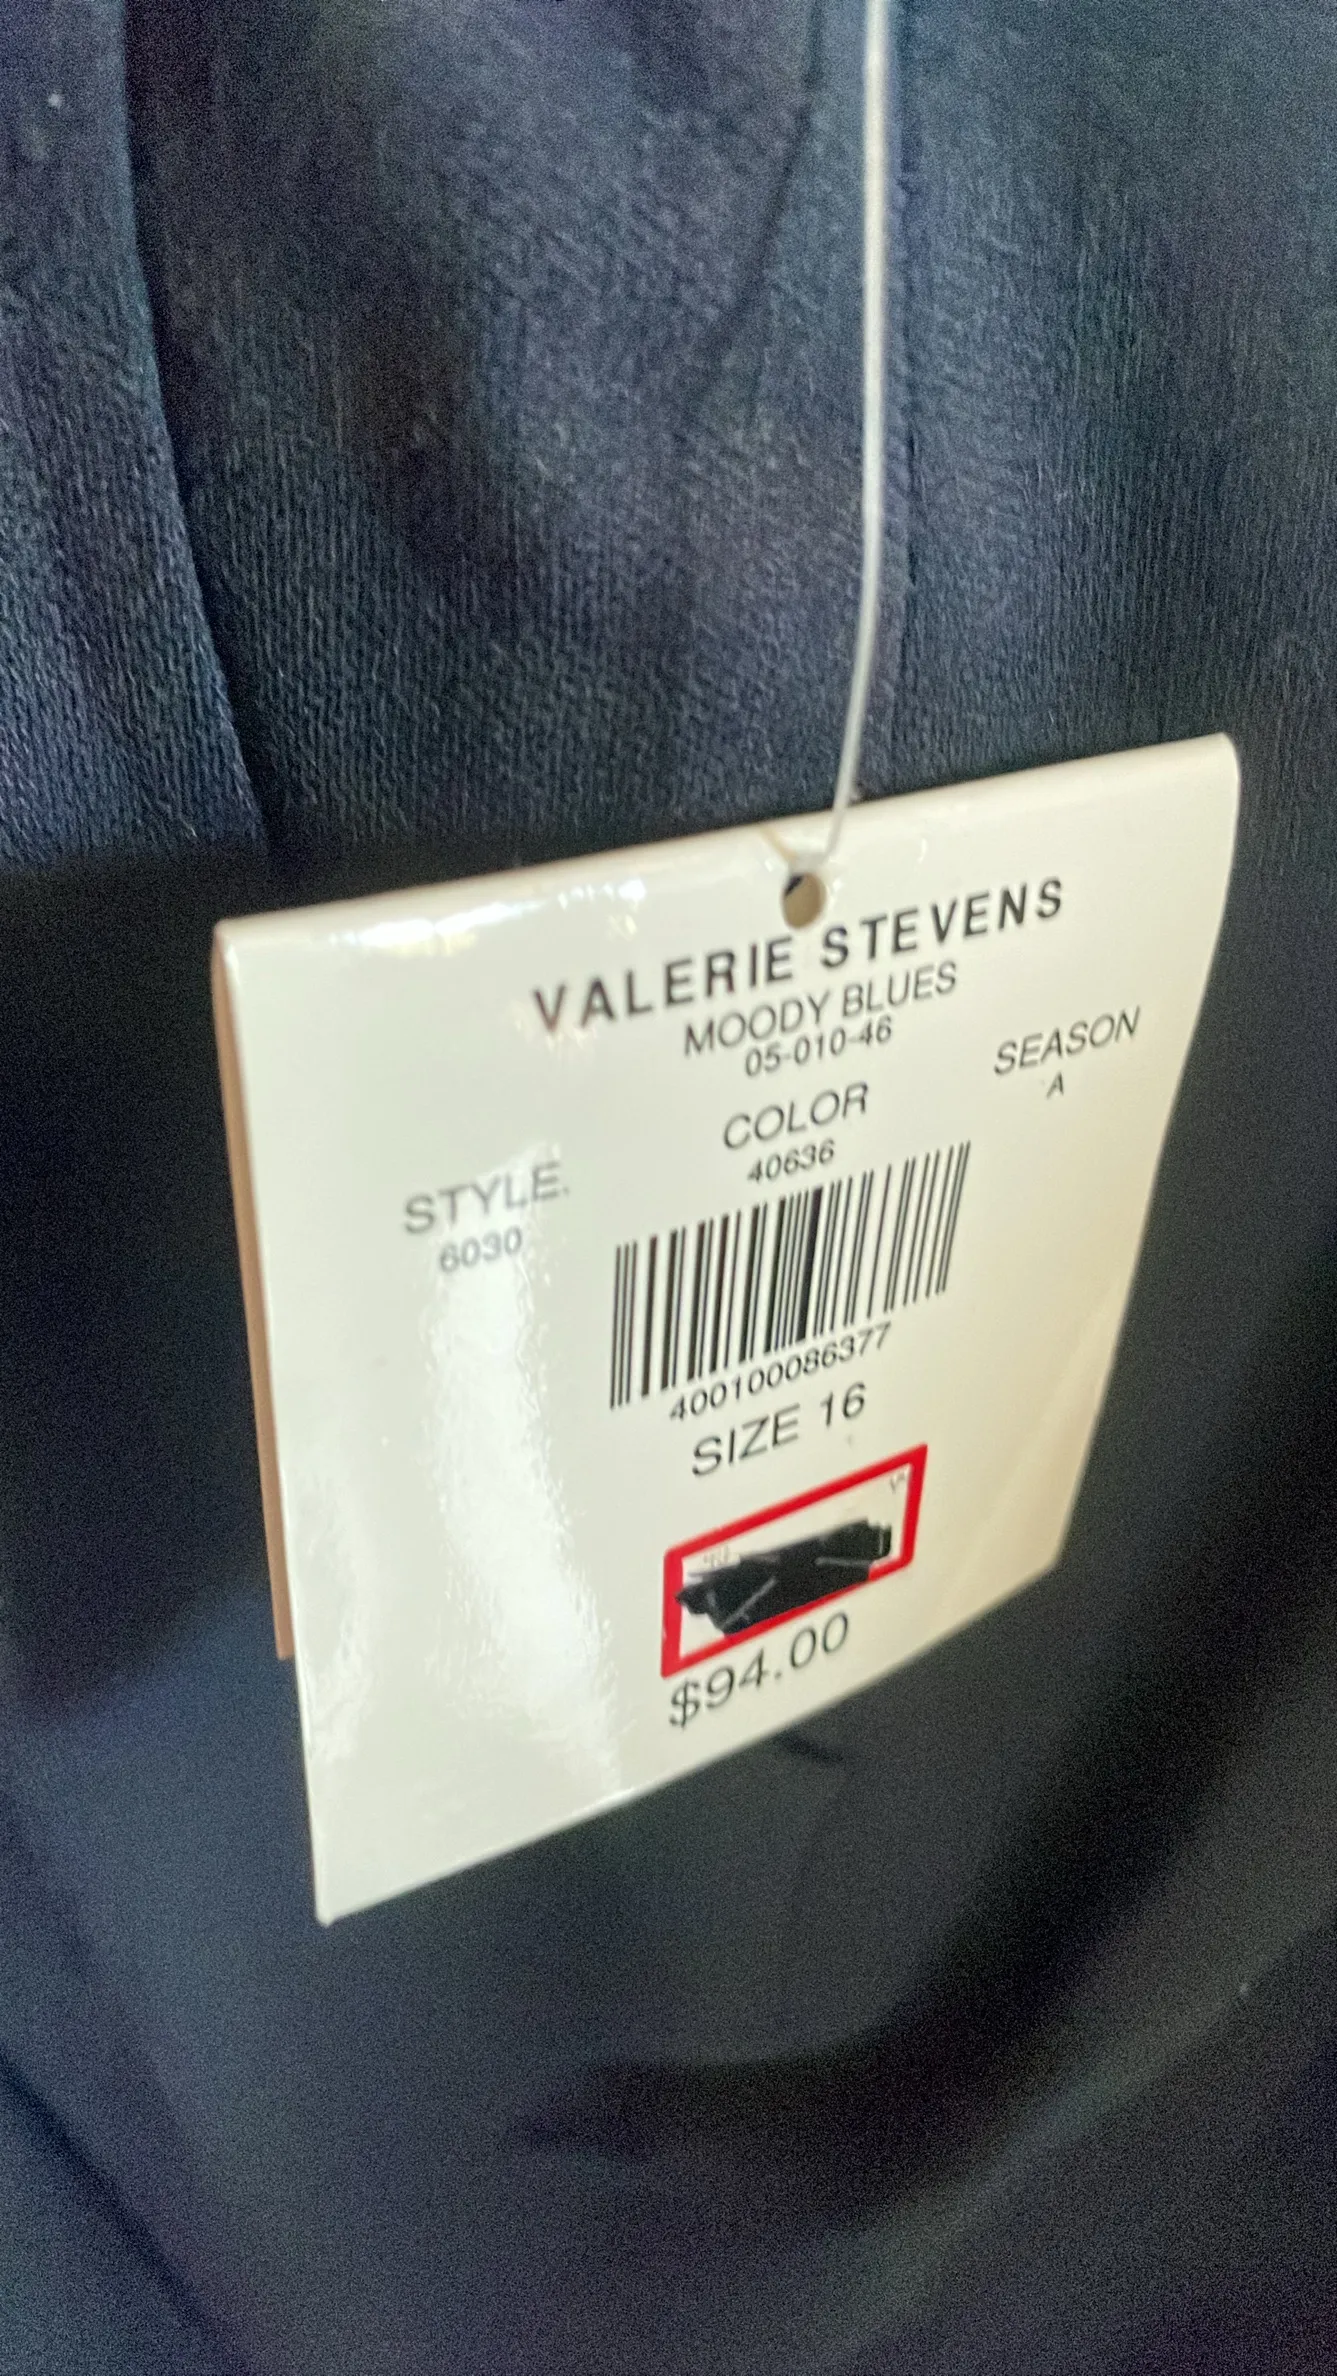 VALERIE STEVENS
MOODY BLUES
05-010-46
SEASON
A
COLOR
40636
STYLE.
6030
400100086377
SIZE 16
$94.00